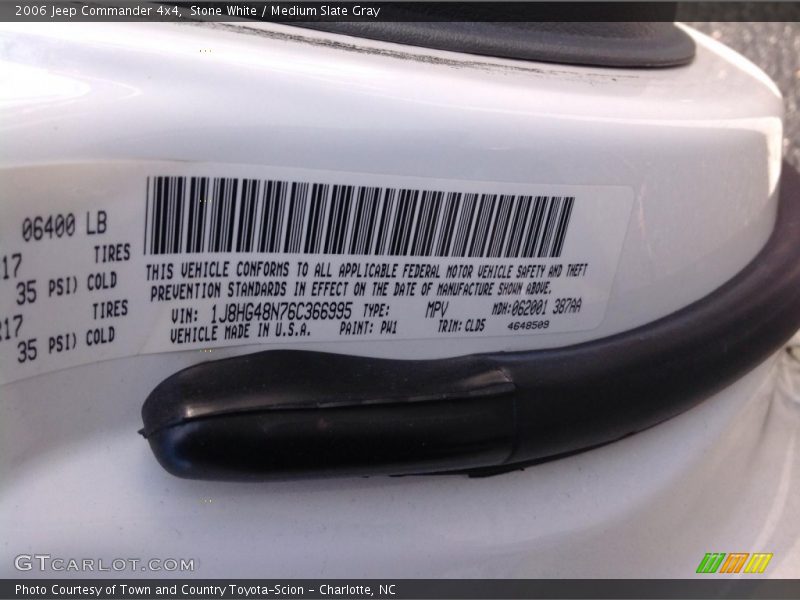 2006 Jeep Commander 4x4, Stone White / Medium Slate Gray
06400 LB
17 TIRES
35 PSI) COLD
R17 TIRES
35 PSI) COLD
THIS VEHICLE CONFORMS TO ALL APPLICABLE FEDERAL MOTOR VEHICLE SAFETY AND THEFT
PREVENTION STANDARDS IN EFFECT ON THE DATE OF MANUFACTURE SHOWN ABOVE.
VIN: 1J8HG48N76C366995 TYPE: MPV MDH:062001 387AA
VEHICLE MADE IN U.S.A. PAINT: PW1 TRIM: CLD5 4648509
GTCARLOT.COM
Photo Courtesy of Town and Country Toyota-Scion – Charlotte, NC